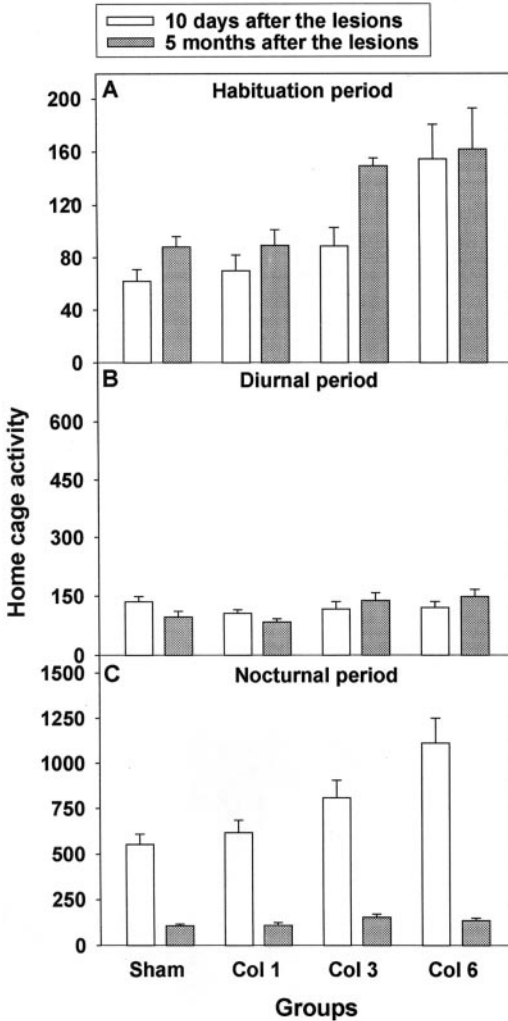 10 days after the lesions
5 months after the lesions
A
Habituation period
200
160
120
80
40
0
B
Diurnal period
600
450
300
150
0
Home cage activity
C
Nocturnal period
1500
1250
1000
750
500
250
0
Sham Col 1 Col 3 Col 6
Groups